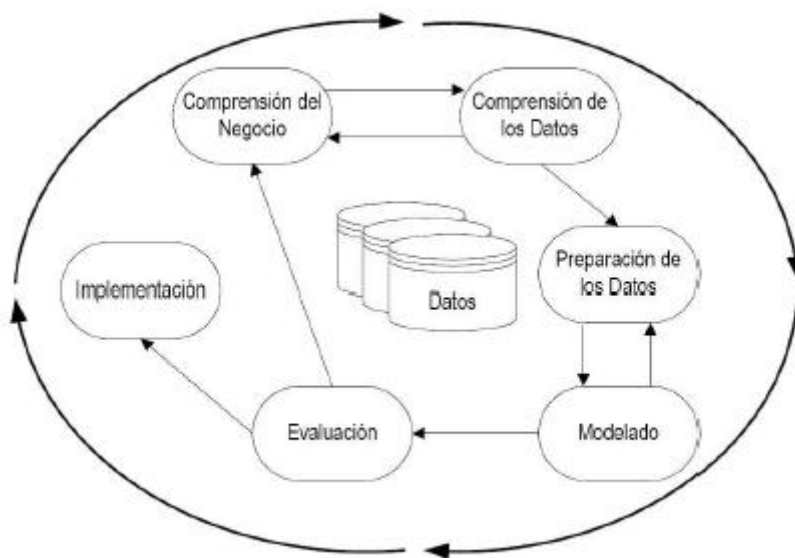 Comprensión del
Negocio
Comprensión de
los Datos
Preparación de
los Datos
Implementación
Datos
Evaluación
Modelado